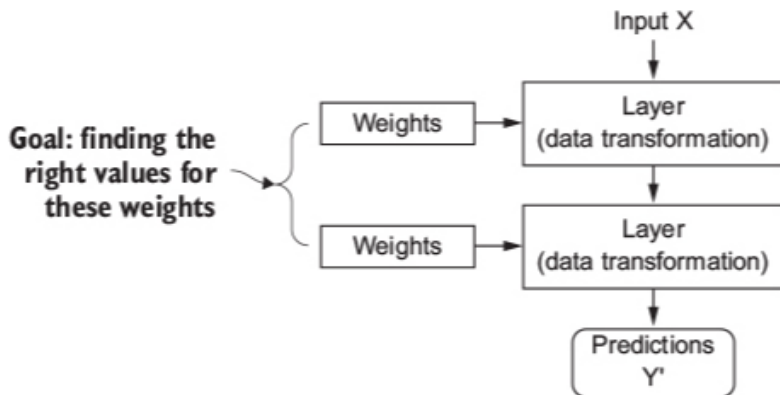 Input X
Goal: finding the
right values for
these weights
Weights
Layer
(data transformation)
Weights
Layer
(data transformation)
Predictions
Y'